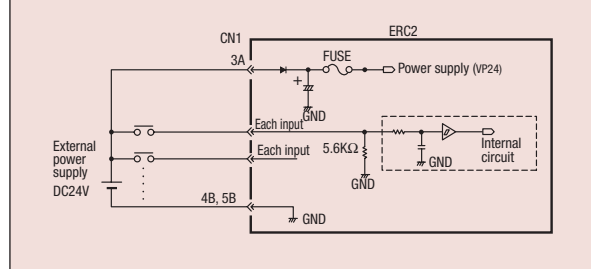 ERC2
CN1
3A
FUSE
Power supply (VP24)
+
GND
Each input
Each input
5.6KΩ
GND
GND
Internal
circuit
External
power
supply
DC24V
4B, 5B
GND